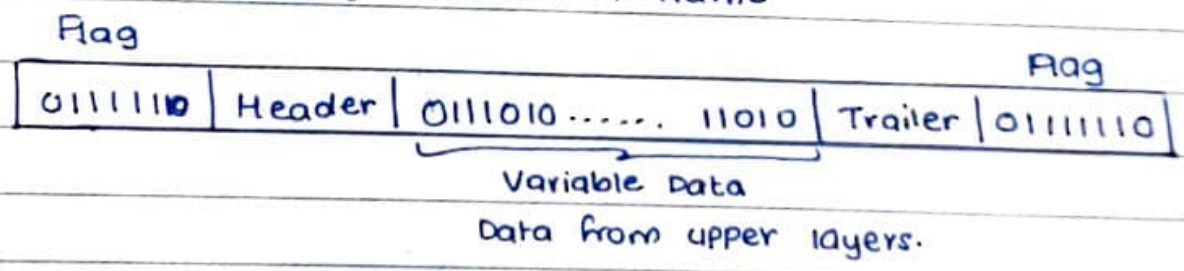 Flag
Flag
01111110 | Header | 0111010...... 11010 | Trailer | 01111110
Variable Data
Data from upper layers.